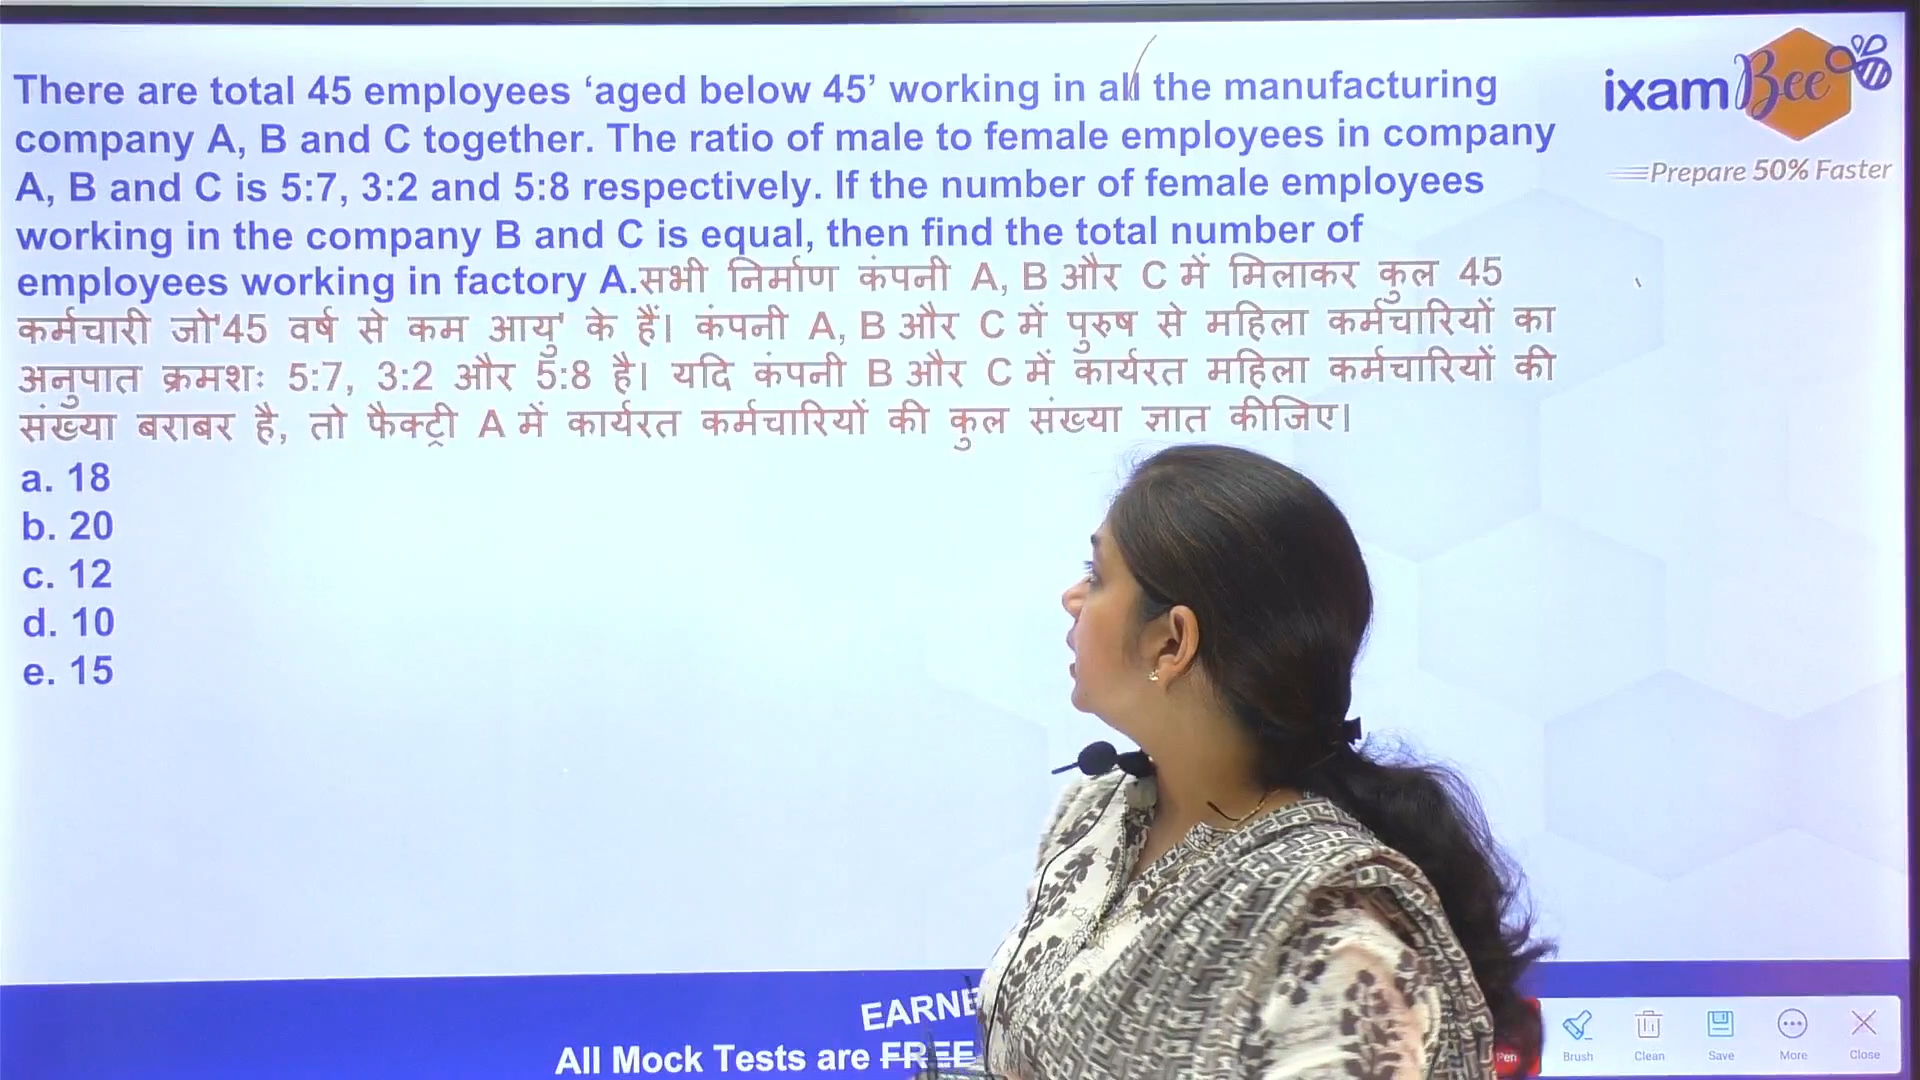 There are total 45 employees ‘aged below 45’ working in all the manufacturing
company A, B and C together. The ratio of male to female employees in company
A, B and C is 5:7, 3:2 and 5:8 respectively. If the number of female employees
working in the company B and C is equal, then find the total number of
employees working in factory A.सभी निर्माण कंपनी A, B और C में मिलाकर कुल 45
कर्मचारी जो'45 वर्ष से कम आयु' के हैं। कंपनी A, B और C में पुरुष से महिला कर्मचारियों का
अनुपात क्रमशः 5:7, 3:2 और 5:8 है। यदि कंपनी B और C में कार्यरत महिला कर्मचारियों की
संख्या बराबर है, तो फैक्ट्री A में कार्यरत कर्मचारियों की कुल संख्या ज्ञात कीजिए।
a. 18
b. 20
c. 12
d. 10
e. 15
ixamBee
Prepare 50% Faster
All Mock Tests are FREE
Pen
Brush
Clean
Save
More
Close